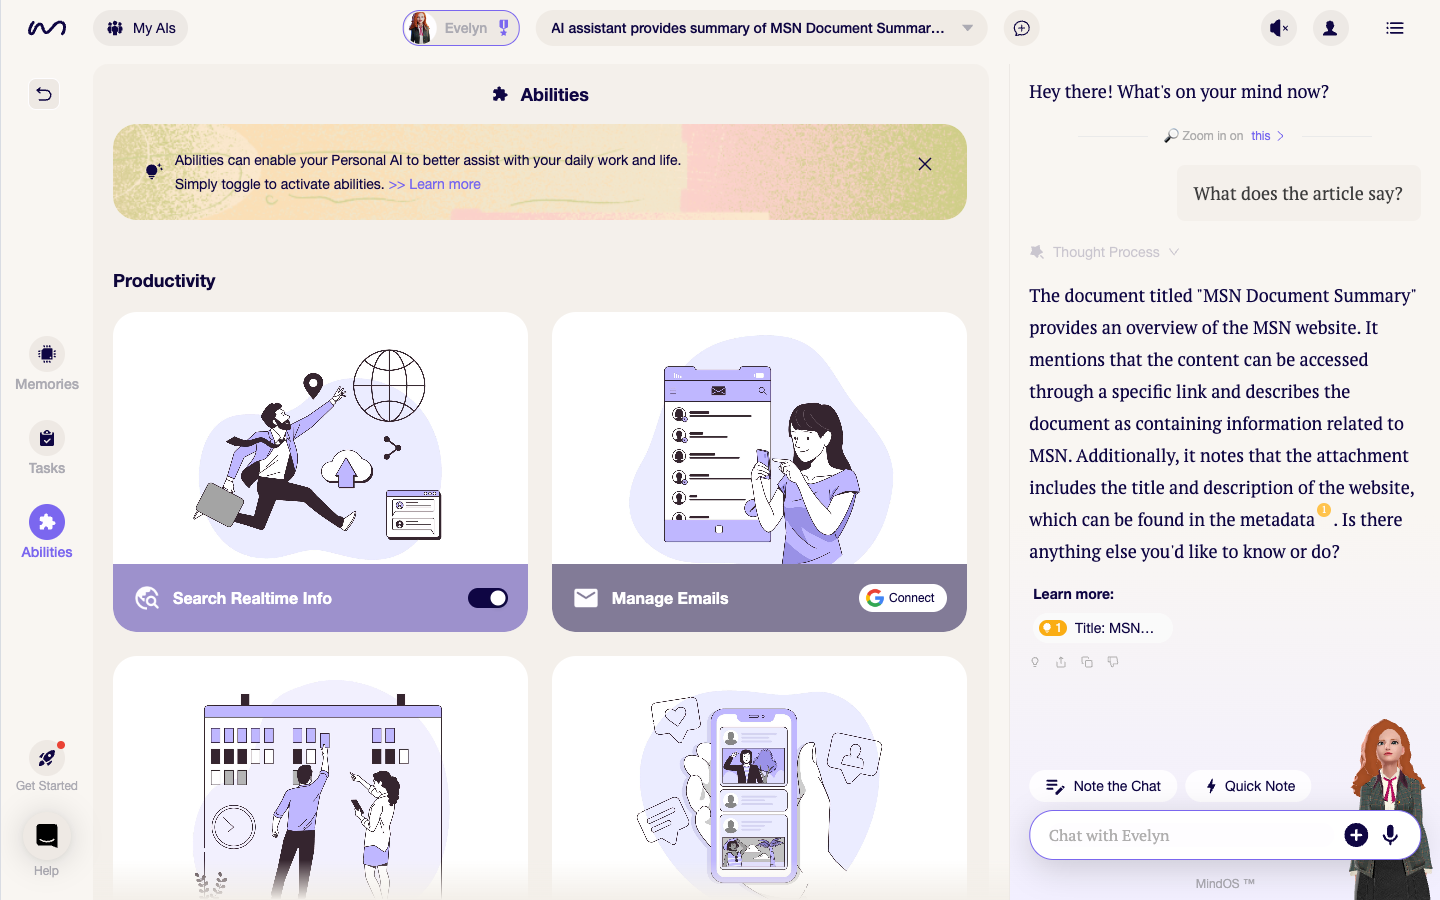 My AIs
Evelyn
AI assistant provides summary of MSN Document Summar...
Abilities
Abilities can enable your Personal AI to better assist with your daily work and life.
Simply toggle to activate abilities. >> Learn more
Productivity
Search Realtime Info
Manage Emails
Connect
Memories
Tasks
Abilities
Get Started
Help
Hey there! What's on your mind now?
Zoom in on this >
What does the article say?
Thought Process
The document titled "MSN Document Summary"
provides an overview of the MSN website. It
mentions that the content can be accessed
through a specific link and describes the
document as containing information related to
MSN. Additionally, it notes that the attachment
includes the title and description of the website,
which can be found in the metadata 1 . Is there
anything else you'd like to know or do?
Learn more:
1 Title: MSN...
Note the Chat
Quick Note
Chat with Evelyn
MindOS ™